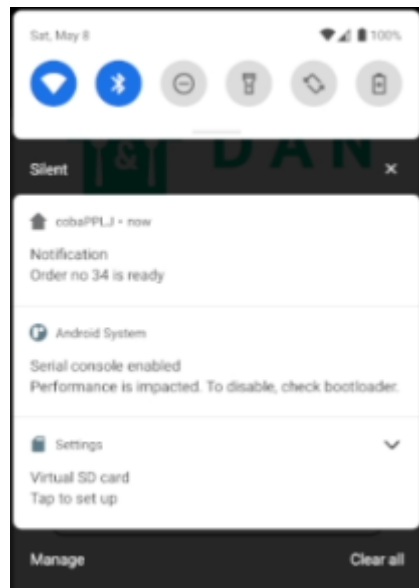 Sat, May 8 100%
& DAN
Silent
cobaPPLJ • now
Notification
Order no 34 is ready
Android System
Serial console enabled
Performance is impacted. To disable, check bootloader.
Settings
Virtual SD card
Tap to set up
Manage Clear all